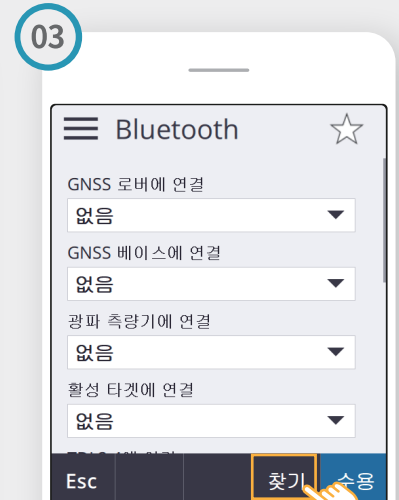 03
Bluetooth
GNSS 로버에 연결
없음
GNSS 베이스에 연결
없음
광파 측량기에 연결
없음
활성 타겟에 연결
없음
Esc 찾기 수용